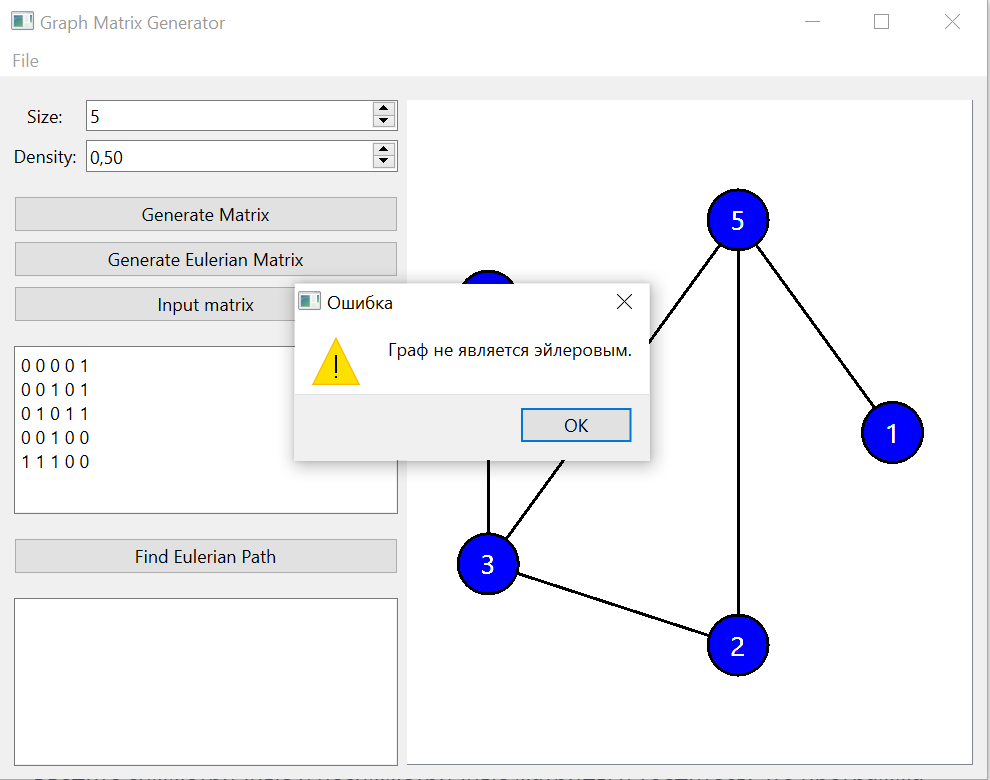 Graph Matrix Generator
File
Size:
5
Density:
0,50
Generate Matrix
Generate Eulerian Matrix
Input matrix
0 0 0 0 1
0 0 1 0 1
0 1 0 1 1
0 0 1 0 0
1 1 1 0 0
Find Eulerian Path
Ошибка
Граф не является эйлеровым.
OK
5
1
3
2